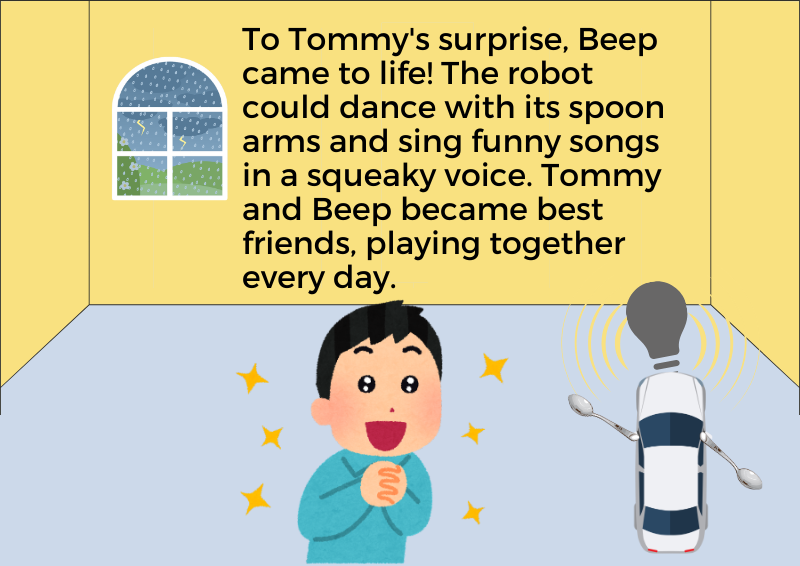 To Tommy's surprise, Beep
came to life! The robot
could dance with its spoon
arms and sing funny songs
in a squeaky voice. Tommy
and Beep became best
friends, playing together
every day.